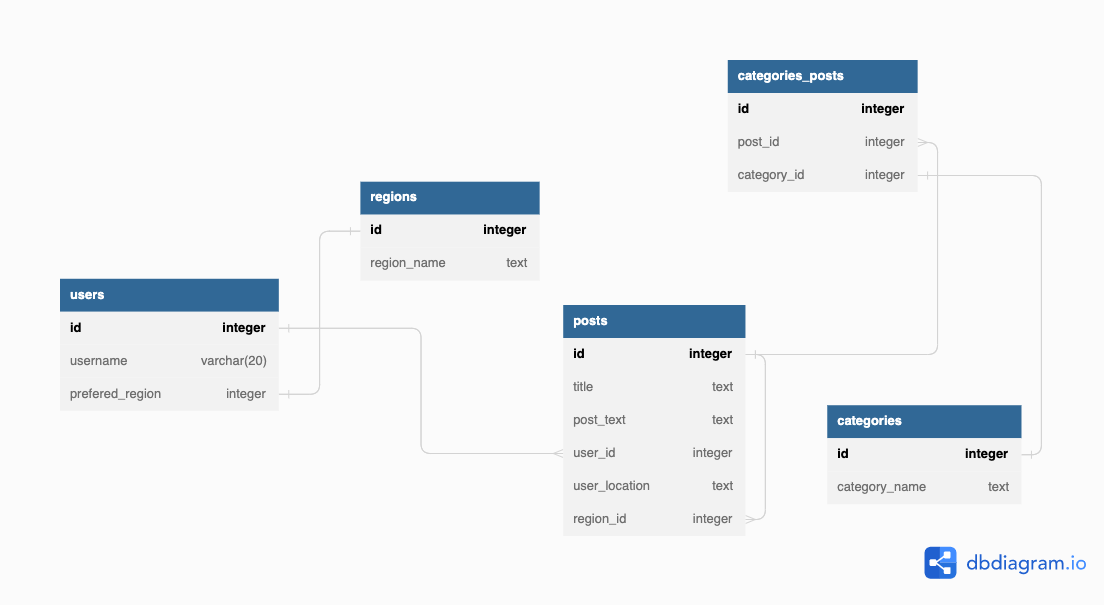 categories_posts
id integer
post_id integer
category_id integer
regions
id integer
region_name text
users
id integer
username varchar(20)
prefered_region integer
posts
id integer
title text
post_text text
user_id integer
user_location text
region_id integer
categories
id integer
category_name text
dbdiagram.io